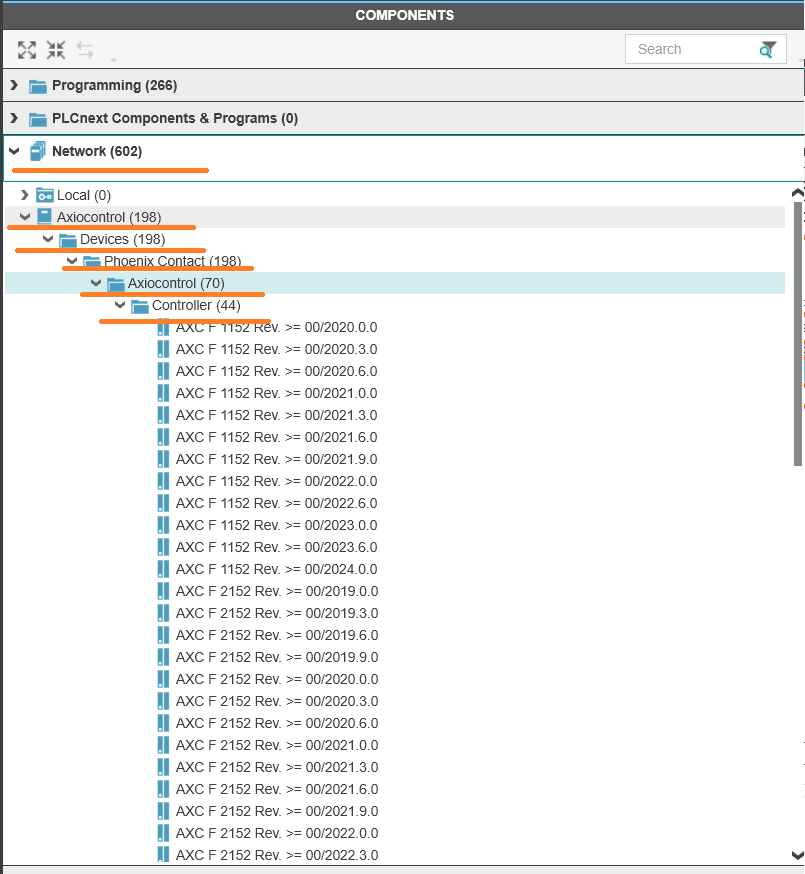 COMPONENTS
Search
Programming (266)
PLCnext Components & Programs (0)
Network (602)
Local (0)
Axiocontrol (198)
Devices (198)
Phoenix Contact (198)
Axiocontrol (70)
Controller (44)
AXC F 1152 Rev. >= 00/2020.0.0
AXC F 1152 Rev. >= 00/2020.3.0
AXC F 1152 Rev. >= 00/2020.6.0
AXC F 1152 Rev. >= 00/2021.0.0
AXC F 1152 Rev. >= 00/2021.3.0
AXC F 1152 Rev. >= 00/2021.6.0
AXC F 1152 Rev. >= 00/2021.9.0
AXC F 1152 Rev. >= 00/2022.0.0
AXC F 1152 Rev. >= 00/2022.6.0
AXC F 1152 Rev. >= 00/2023.0.0
AXC F 1152 Rev. >= 00/2023.6.0
AXC F 1152 Rev. >= 00/2024.0.0
AXC F 2152 Rev. >= 00/2019.0.0
AXC F 2152 Rev. >= 00/2019.3.0
AXC F 2152 Rev. >= 00/2019.6.0
AXC F 2152 Rev. >= 00/2019.9.0
AXC F 2152 Rev. >= 00/2020.0.0
AXC F 2152 Rev. >= 00/2020.3.0
AXC F 2152 Rev. >= 00/2020.6.0
AXC F 2152 Rev. >= 00/2021.0.0
AXC F 2152 Rev. >= 00/2021.3.0
AXC F 2152 Rev. >= 00/2021.6.0
AXC F 2152 Rev. >= 00/2021.9.0
AXC F 2152 Rev. >= 00/2022.0.0
AXC F 2152 Rev. >= 00/2022.3.0